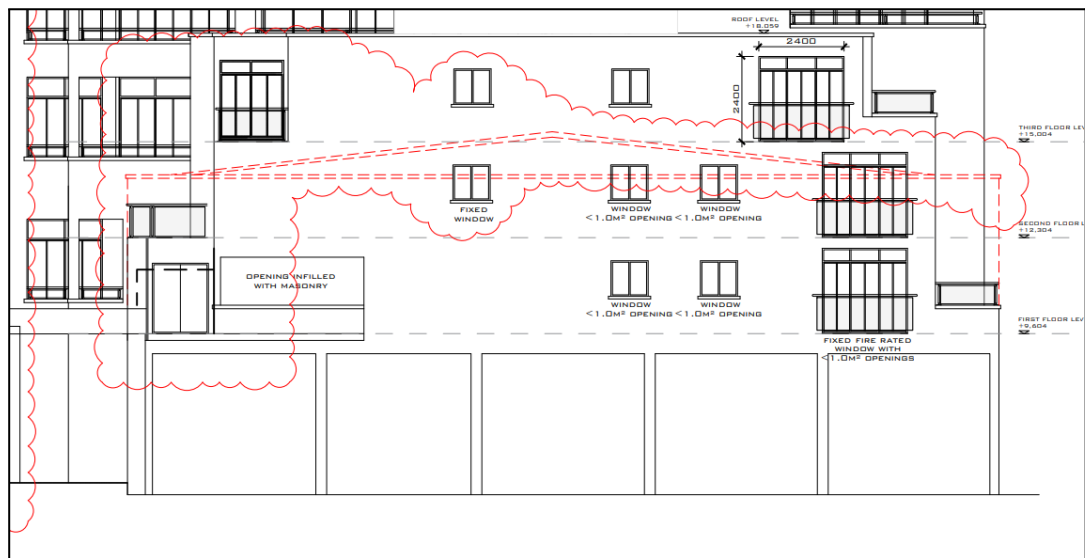 ROOF LEVEL
+18,059
2400
2400
THIRD FLOOR LEV
+15,004
FIXED
WINDOW
WINDOW
<1.0M² OPENING
WINDOW
<1.0M² OPENING
SECOND FLOOR L
+12,304
OPENING INFILLED
WITH MASONRY
WINDOW
<1.0M² OPENING
WINDOW
<1.0M² OPENING
FIRST FLOOR LEV
+9,604
FIXED FIRE RATED
WINDOW WITH
<1.0M² OPENINGS